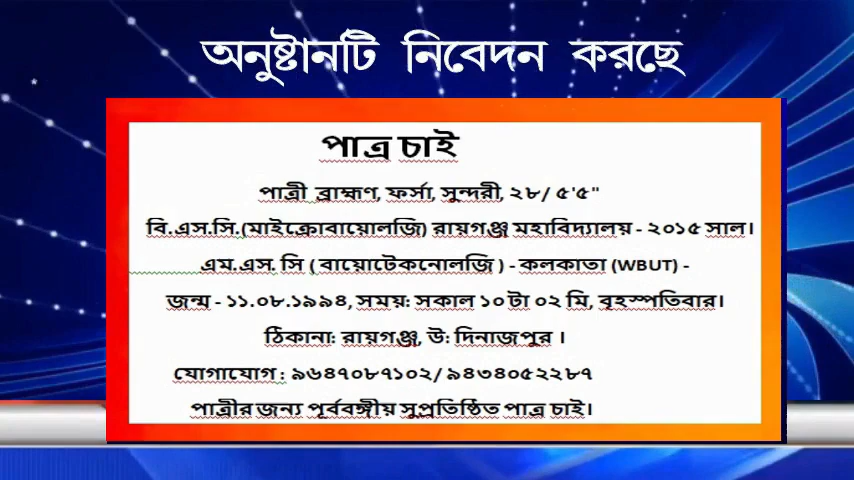 অনুষ্টানটি নিবেদন করছে
পাত্র চাই
পাত্রী ব্রাহ্মণ, ফর্সা, সুন্দরী, ২৮/ ৫'৫"
বি.এস.সি.(মাইক্রোবায়োলজি) রায়গঞ্জ মহাবিদ্যালয় - ২০১৫ সাল।
এম.এস. সি ( বায়োটেকনোলজি ) - কলকাতা (WBUT) -
জন্ম - ১১.০৮.১৯৯৪, সময়: সকাল ১০টা ০২ মি, বৃহস্পতিবার।
ঠিকানা: রায়গঞ্জ, উ: দিনাজপুর ।
যোগাযোগ : ৯৬৪৭০৮৭১০২/ ৯৪৩৪০৫২২৮৭
পাত্রীর জন্য পূর্ববঙ্গীয় সুপ্রতিষ্ঠিত পাত্র চাই।